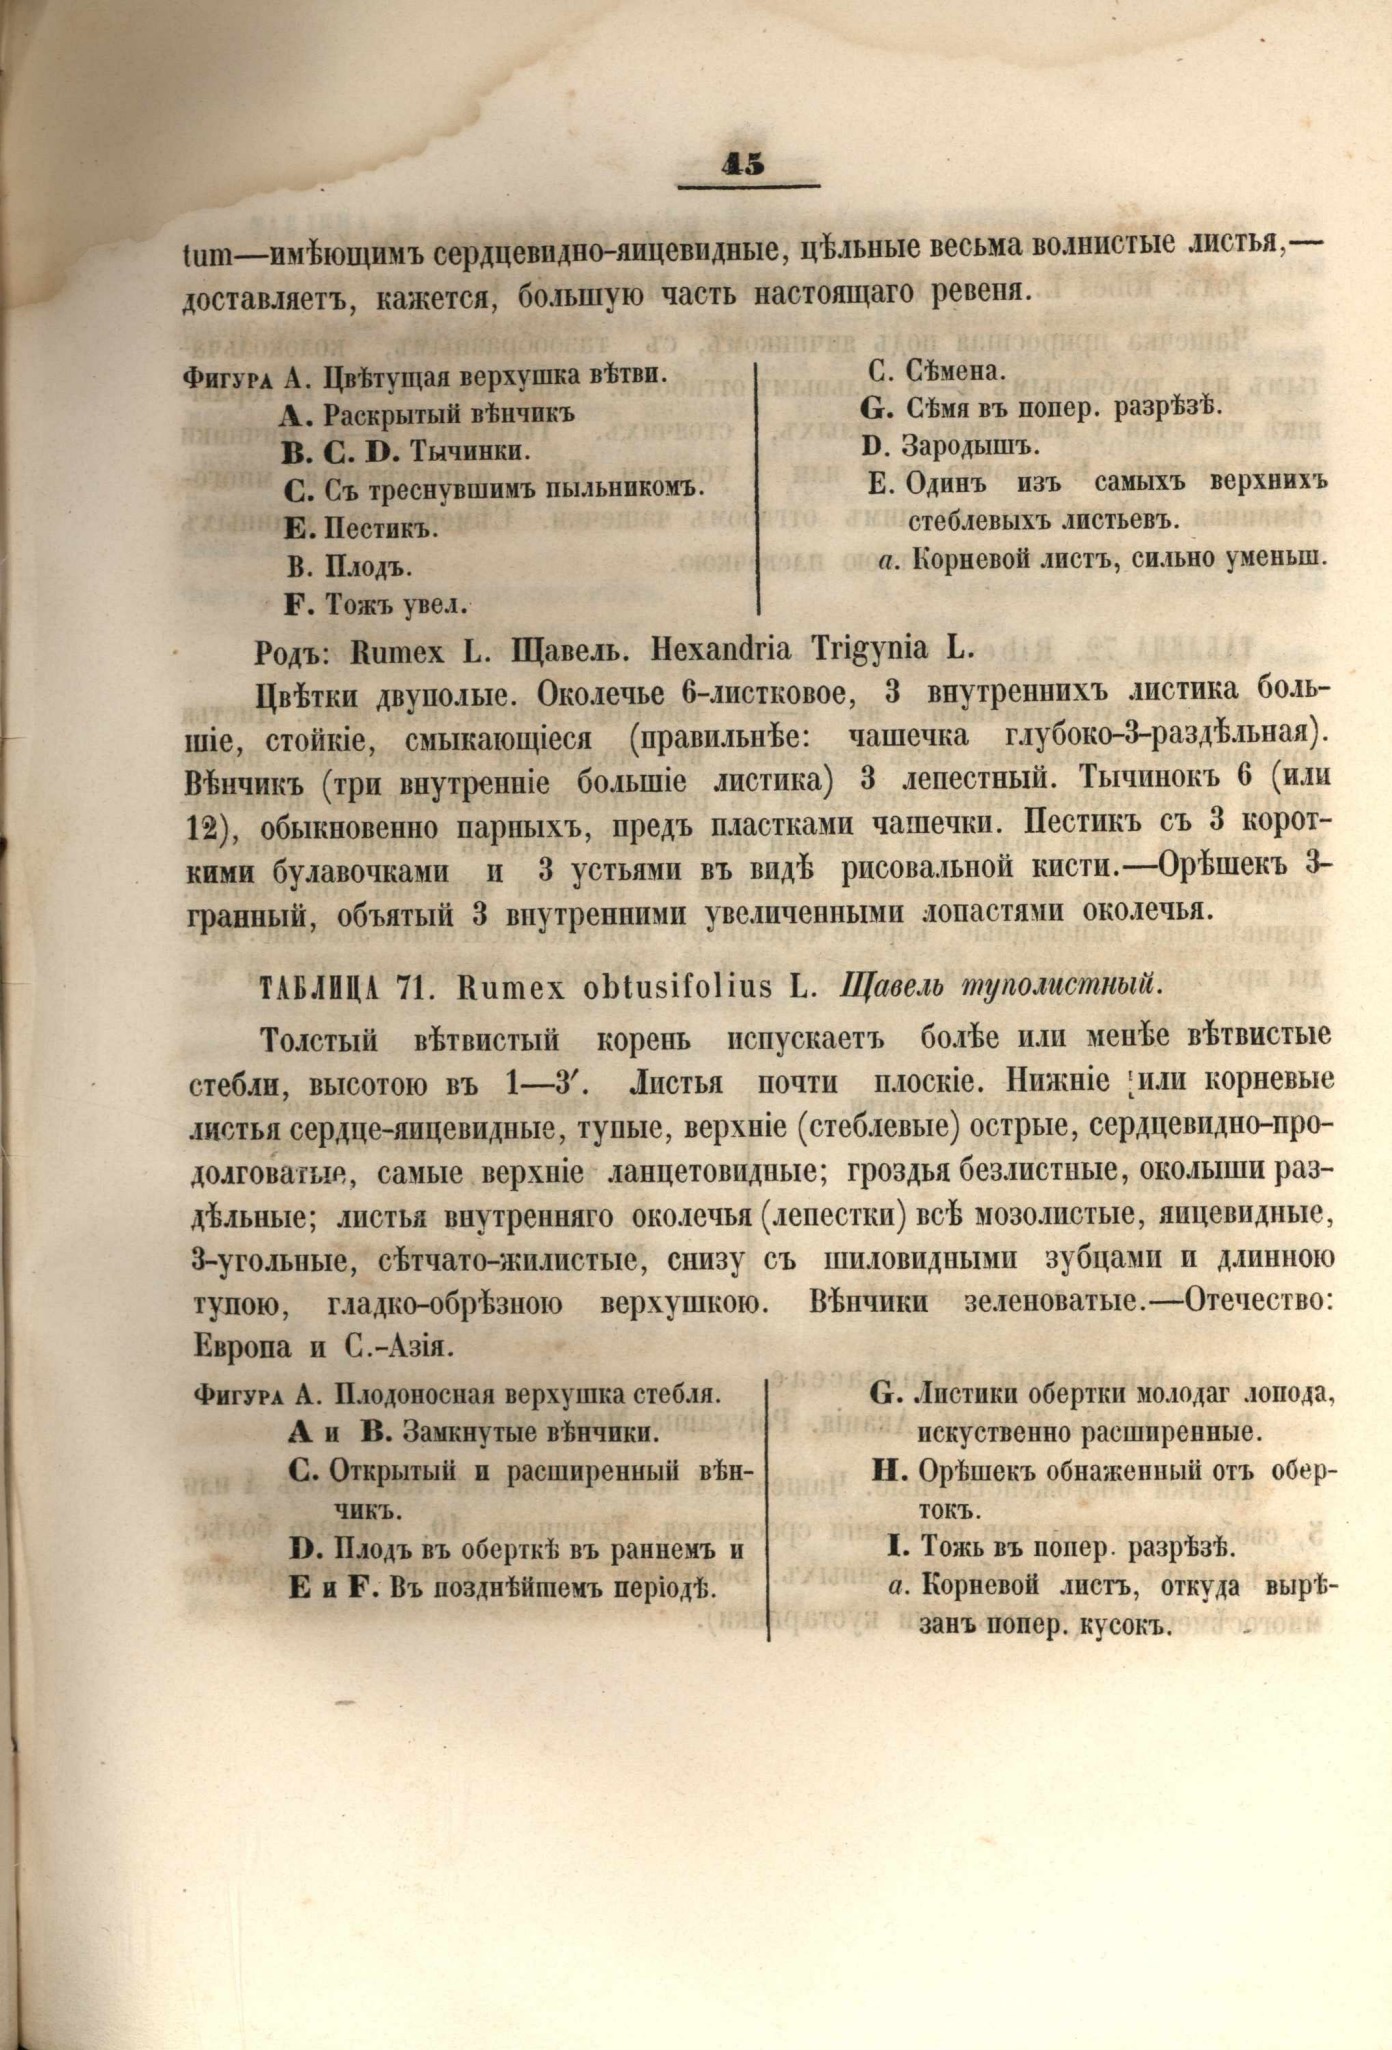 45
tum—имѣющимъ сердцевидно-яицевидные, цѣльные весьма волнистые листья,—
доставляетъ, кажется, большую часть настоящаго ревеня.
Фигура А. Цвѣтущая верхушка вѣтви.
А. Раскрытый вѣнчикъ
B. C. D. Тычинки.
C. Съ треснувшимъ пыльникомъ.
E. Пестикъ.
B. Плодъ.
F. Тожъ увел.
C. Сѣмена.
G. Сѣмя въ попер. разрѣзѣ.
D. Зародышъ.
E. Одинъ изъ самыхъ верхнихъ
стеблевыхъ листьевъ.
a. Корневой листъ, сильно уменьш.
Родъ: Rumex L. Щавель. Hexandria Trigynia L.
Цвѣтки двуполые. Околечье 6-листковое, 3 внутреннихъ листика боль-
шіе, стойкіе, смыкающіеся (правильнѣе: чашечка глубоко-3-раздѣльная).
Вѣнчикъ (три внутренніе большіе листика) 3 лепестный. Тычинокъ 6 (или
12), обыкновенно парныхъ, предъ пластками чашечки. Пестикъ съ 3 корот-
кими булавочками и 3 устьями въ видѣ рисовальной кисти.—Орѣшекъ 3-
гранный, объятый 3 внутренними увеличенными лопастями околечья.
ТАБЛИЦА 71. Rumex obtusifolius L. Щавель туполистный.
Толстый вѣтвистый корень испускаетъ болѣе или менѣе вѣтвистые
стебли, высотою въ 1—3′. Листья почти плоскіе. Нижніе или корневые
листья сердце-яицевидные, тупые, верхніе (стеблевые) острые, сердцевидно-про-
долговатые, самые верхніе ланцетовидные; гроздья безлистные, околыши раз-
дѣльные; листья внутренняго околечья (лепестки) всѣ мозолистые, яицевидные,
3-угольные, сѣтчато-жилистые, снизу съ шиловидными зубцами и длинною
тупою, гладко-обрѣзною верхушкою. Вѣнчики зеленоватые.—Отечество:
Европа и С.-Азія.
Фигура А. Плодоносная верхушка стебля.
A и B. Замкнутые вѣнчики.
C. Открытый и расширенный вѣн-
чикъ.
D. Плодъ въ оберткѣ въ раннемъ и
E и F. Въ позднѣйшемъ періодѣ.
G. Листики обертки молодаг лопода,
искуственно расширенные.
H. Орѣшекъ обнаженный отъ обер-
токъ.
I. Тожь въ попер. разрѣзѣ.
a. Корневой листъ, откуда вырѣ-
занъ попер. кусокъ.